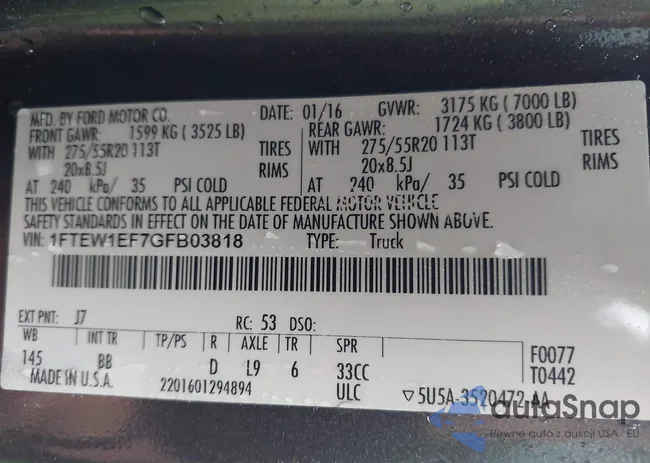 MFD. BY FORD MOTOR CO. DATE: 01/16 GVWR: 3175 KG ( 7000 LB)
FRONT GAWR: 1599 KG ( 3525 LB) REAR GAWR: 1724 KG ( 3800 LB)
WITH 275/55R20 113T TIRES WITH 275/55R20 113T TIRES
20x8.5J RIMS 20x8.5J RIMS
AT 240 kPa/ 35 PSI COLD AT 240 kPa/ 35 PSI COLD
THIS VEHICLE CONFORMS TO ALL APPLICABLE FEDERAL MOTOR VEHICLE
SAFETY STANDARDS IN EFFECT ON THE DATE OF MANUFACTURE SHOWN ABOVE.
VIN: 1FTEW1EF7GFB03818 TYPE: Truck
EXT PNT: J7 RC: 53 DSO:
WB INT TR TP/PS R AXLE TR SPR F0077
145 BB D L9 6 33CC T0442
MADE IN U.S.A. 2201601294894 ULC ▽5U5A-3520472-AA
autoSnap
Pewne auta z aukcji USA i EU